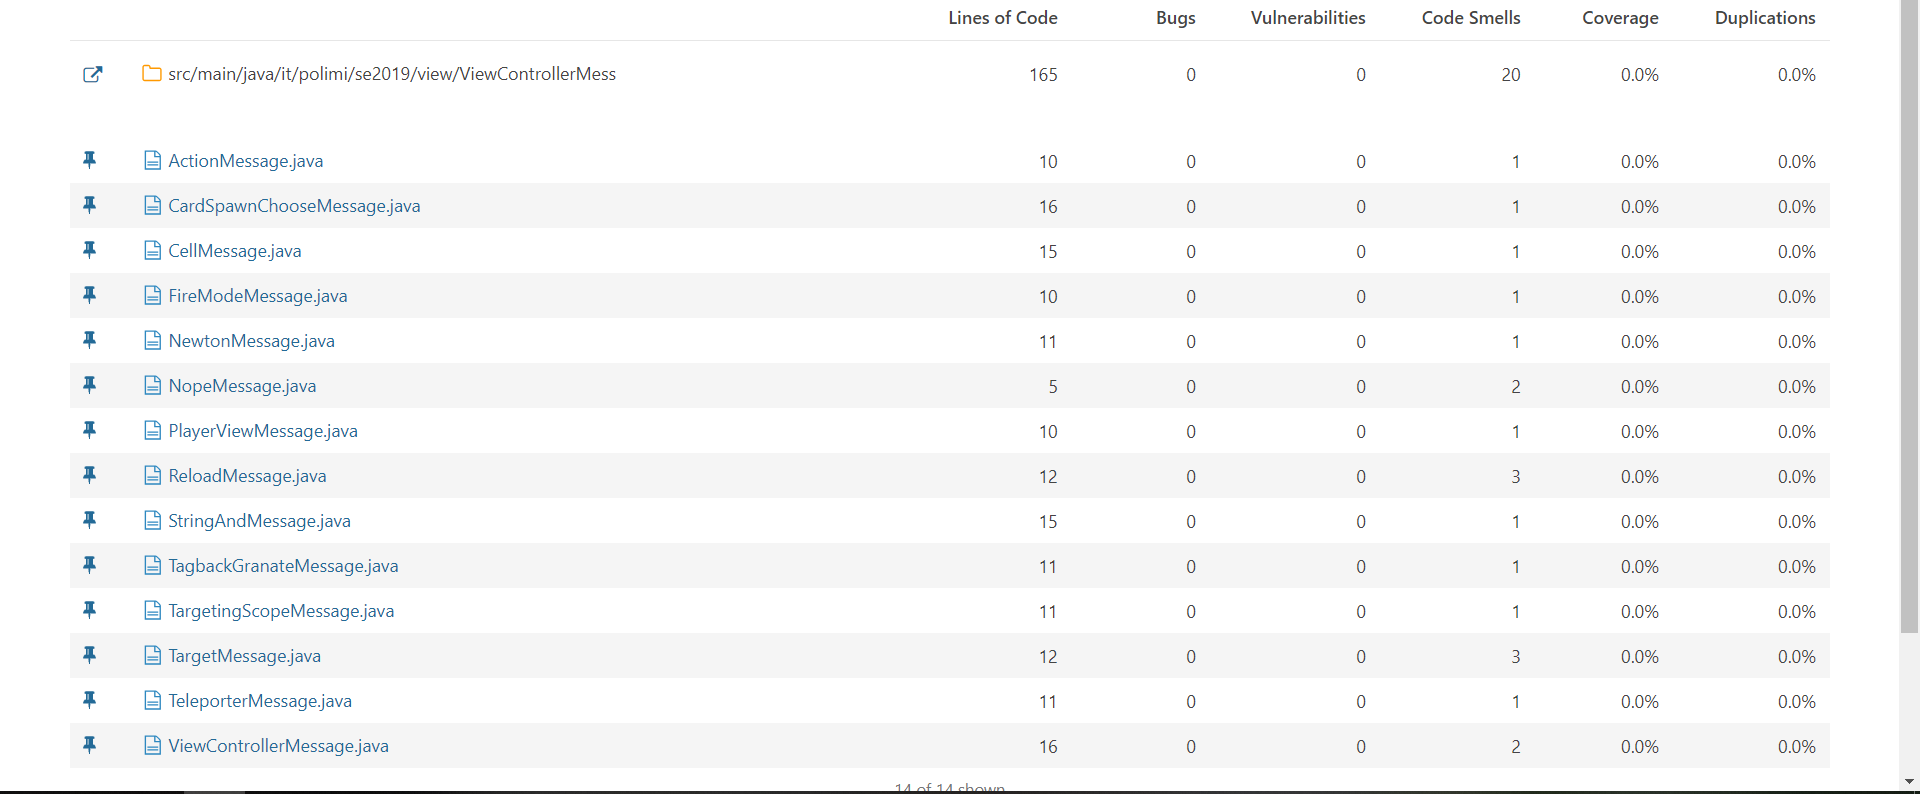 Lines of Code Bugs Vulnerabilities Code Smells Coverage Duplications
src/main/java/it/polimi/se2019/view/ViewControllerMess 165 0 0 20 0.0% 0.0%
ActionMessage.java 10 0 0 1 0.0% 0.0%
CardSpawnChooseMessage.java 16 0 0 1 0.0% 0.0%
CellMessage.java 15 0 0 1 0.0% 0.0%
FireModeMessage.java 10 0 0 1 0.0% 0.0%
NewtonMessage.java 11 0 0 1 0.0% 0.0%
NopeMessage.java 5 0 0 2 0.0% 0.0%
PlayerViewMessage.java 10 0 0 1 0.0% 0.0%
ReloadMessage.java 12 0 0 3 0.0% 0.0%
StringAndMessage.java 15 0 0 1 0.0% 0.0%
TagbackGranateMessage.java 11 0 0 1 0.0% 0.0%
TargetingScopeMessage.java 11 0 0 1 0.0% 0.0%
TargetMessage.java 12 0 0 3 0.0% 0.0%
TeleporterMessage.java 11 0 0 1 0.0% 0.0%
ViewControllerMessage.java 16 0 0 2 0.0% 0.0%
14 of 14 shown